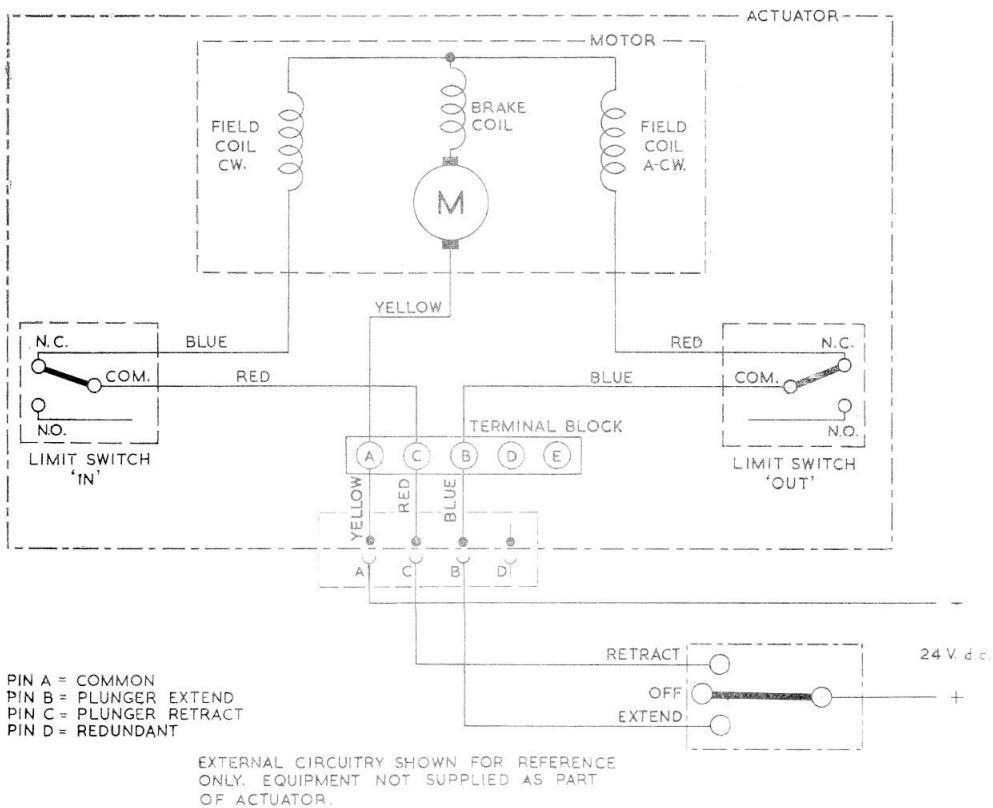 ACTUATOR
MOTOR
BRAKE
COIL
FIELD
COIL
CW.
FIELD
COIL
A-CW.
M
YELLOW
N.C.
BLUE
RED
N.C.
COM.
RED
BLUE
COM.
N.O.
TERMINAL BLOCK
N.O.
LIMIT SWITCH
'IN'
A C B D E
LIMIT SWITCH
'OUT'
YELLOW
RED
BLUE
A C B D
−
RETRACT
24 V. d.c.
OFF
+
EXTEND
PIN A = COMMON
PIN B = PLUNGER EXTEND
PIN C = PLUNGER RETRACT
PIN D = REDUNDANT
EXTERNAL CIRCUITRY SHOWN FOR REFERENCE
ONLY. EQUIPMENT NOT SUPPLIED AS PART
OF ACTUATOR.